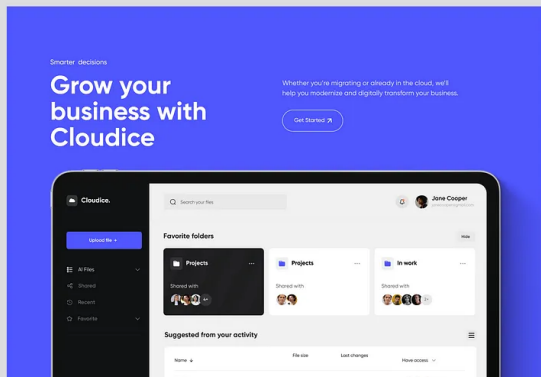 Smarter decisions
Grow your
business with
Cloudice
Whether you're migrating or already in the cloud, we'll
help you modernize and digitally transform your business.
Get Started
Cloudice.
Search your files
Jane Cooper
Upload file +
Favorite folders
Hide
Projects
Shared with
Projects
Shared with
In work
Shared with
All Files
Shared
Recent
Favorite
Suggested from your activity
Name
File size
Last changes
Have access